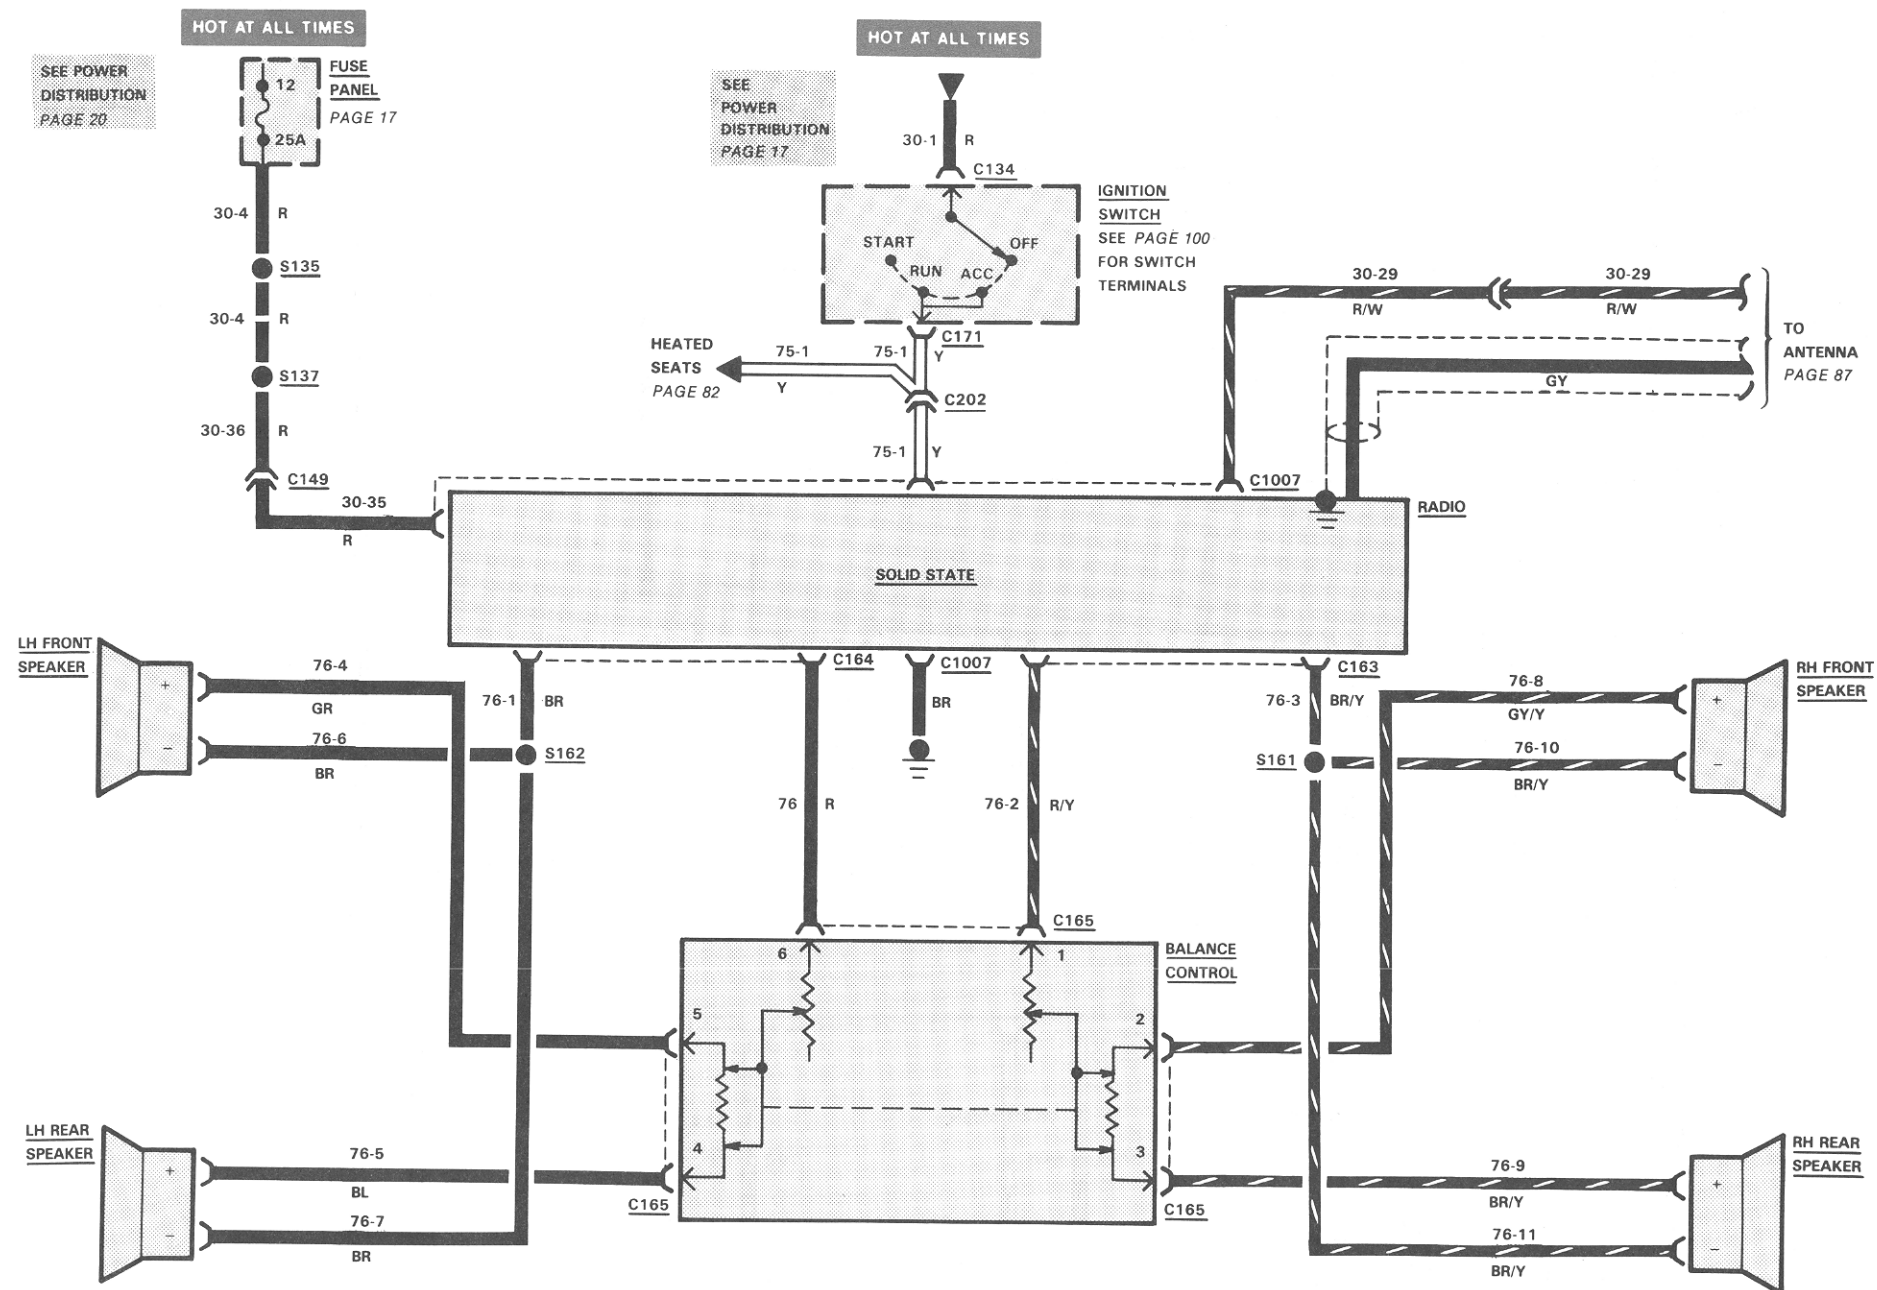 HOT AT ALL TIMES
SEE POWER
DISTRIBUTION
PAGE 20
12
25A
FUSE
PANEL
PAGE 17
30-4 R
S135
30-4 R
S137
30-36 R
C149
30-35
R
HOT AT ALL TIMES
SEE
POWER
DISTRIBUTION
PAGE 17
30-1 R
C134
IGNITION
SWITCH
SEE PAGE 100
FOR SWITCH
TERMINALS
START
OFF
RUN
ACC
C171
HEATED
SEATS
PAGE 82
75-1
Y
75-1 Y
C202
75-1 Y
30-29
R/W
30-29
R/W
TO
ANTENNA
PAGE 87
GY
C1007
RADIO
SOLID STATE
LH FRONT
SPEAKER
+
−
76-4
GR
76-6
BR
76-1 BR
S162
C164
C1007
BR
76 R
76-2 R/Y
C163
76-3 BR/Y
S161
76-8
GY/Y
76-10
BR/Y
RH FRONT
SPEAKER
+
−
C165
BALANCE
CONTROL
6
1
5
2
4
3
C165
C165
LH REAR
SPEAKER
+
−
76-5
BL
76-7
BR
76-9
BR/Y
76-11
BR/Y
RH REAR
SPEAKER
+
−